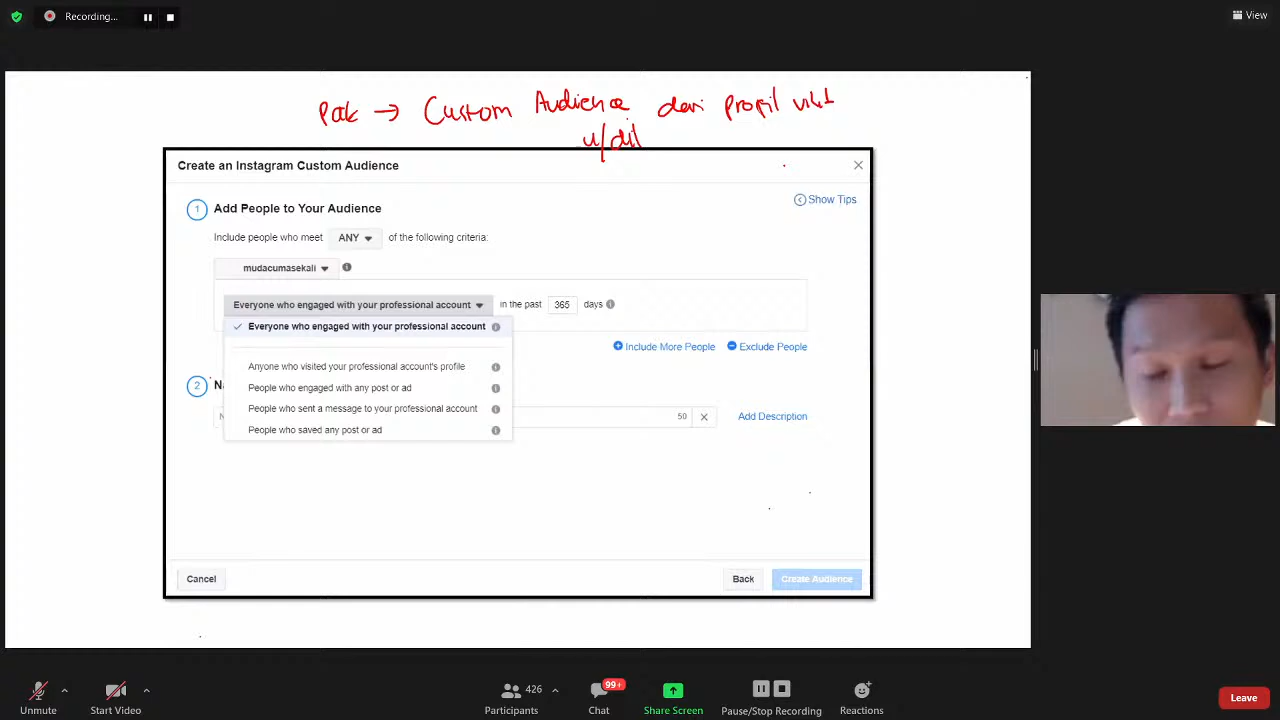 Recording...
View
Pak → Custom Audience dari profil visit
u/
Create an Instagram Custom Audience
Show Tips
1 Add People to Your Audience
Include people who meet ANY of the following criteria:
mudacumasekali
Everyone who engaged with your professional account in the past 365 days
Everyone who engaged with your professional account
Include More People Exclude People
Anyone who visited your professional account's profile
2 Na
People who engaged with any post or ad
People who sent a message to your professional account
50 Add Description
People who saved any post or ad
Cancel Back Create Audience
426 99+
Unmute Start Video Participants Chat Share Screen Pause/Stop Recording Reactions Leave